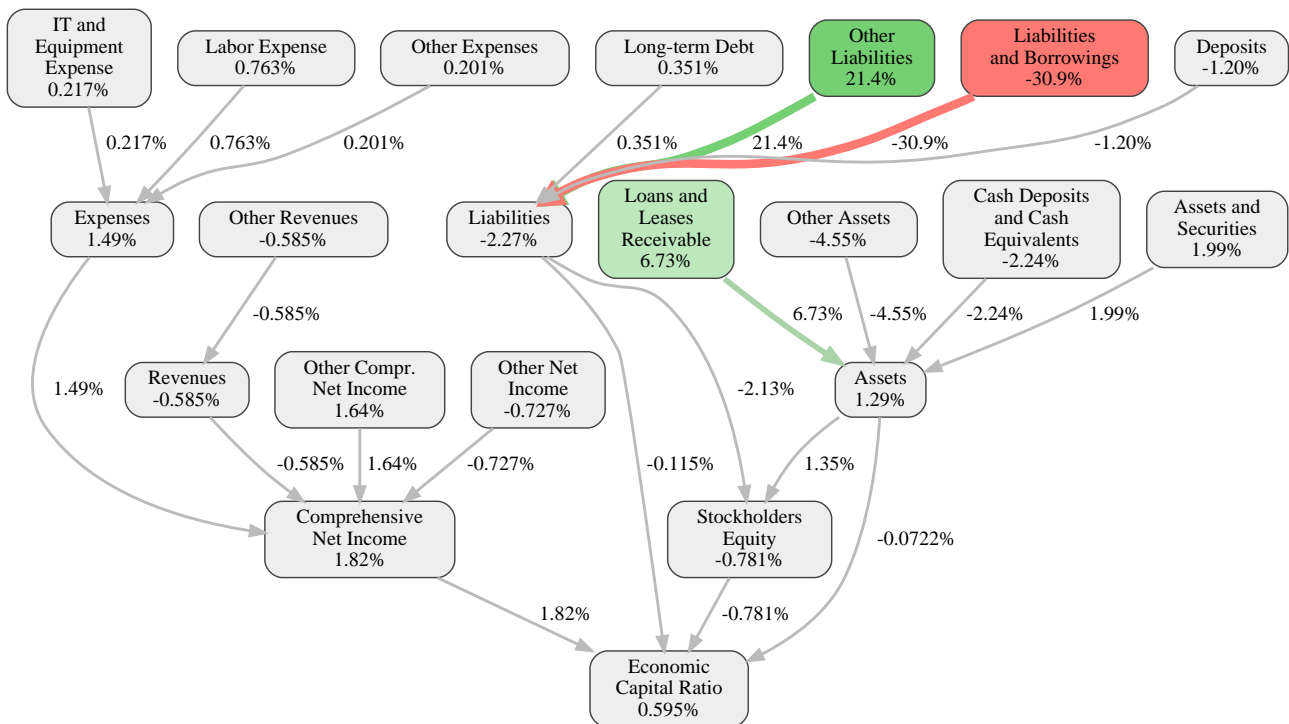 IT and
Equipment
Expense
0.217%
Labor Expense
0.763%
Other Expenses
0.201%
Long-term Debt
0.351%
Other
Liabilities
21.4%
Liabilities
and Borrowings
-30.9%
Deposits
-1.20%
0.217%
0.763%
0.201%
0.351%
21.4%
-30.9%
-1.20%
Expenses
1.49%
Other Revenues
-0.585%
Liabilities
-2.27%
Loans and
Leases
Receivable
6.73%
Other Assets
-4.55%
Cash Deposits
and Cash
Equivalents
-2.24%
Assets and
Securities
1.99%
-0.585%
6.73%
-4.55%
-2.24%
1.99%
1.49%
Revenues
-0.585%
Other Compr.
Net Income
1.64%
Other Net
Income
-0.727%
-2.13%
Assets
1.29%
-0.585%
1.64%
-0.727%
-0.115%
1.35%
Comprehensive
Net Income
1.82%
Stockholders
Equity
-0.781%
-0.0722%
1.82%
-0.781%
Economic
Capital Ratio
0.595%